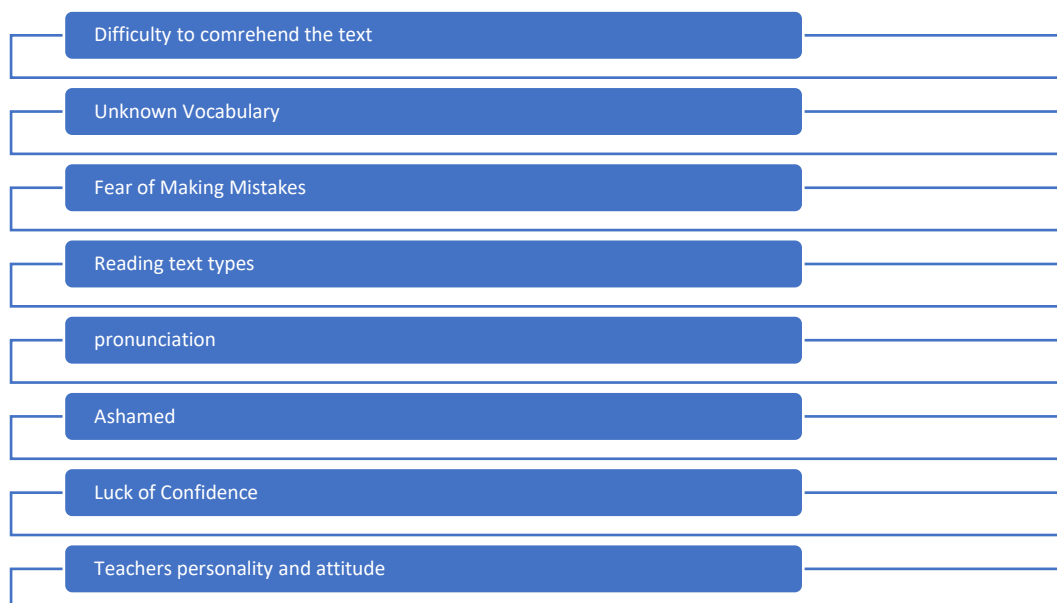 Difficulty to comrehend the text
Unknown Vocabulary
Fear of Making Mistakes
Reading text types
pronunciation
Ashamed
Luck of Confidence
Teachers personality and attitude